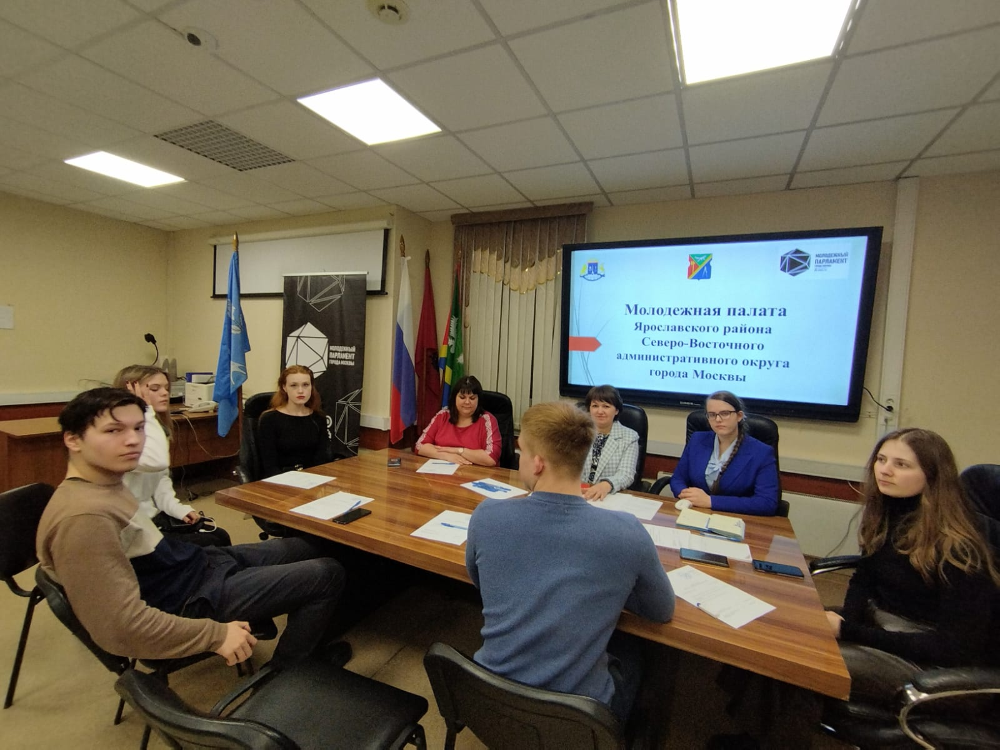 МОЛОДЕЖНЫЙ
ПАРЛАМЕНТ
ГОРОДА МОСКВЫ
МОЛОДЕЖНЫЙ
ПАРЛАМЕНТ
Молодежная палата
Ярославского района
Северо-Восточного
административного округа
города Москвы